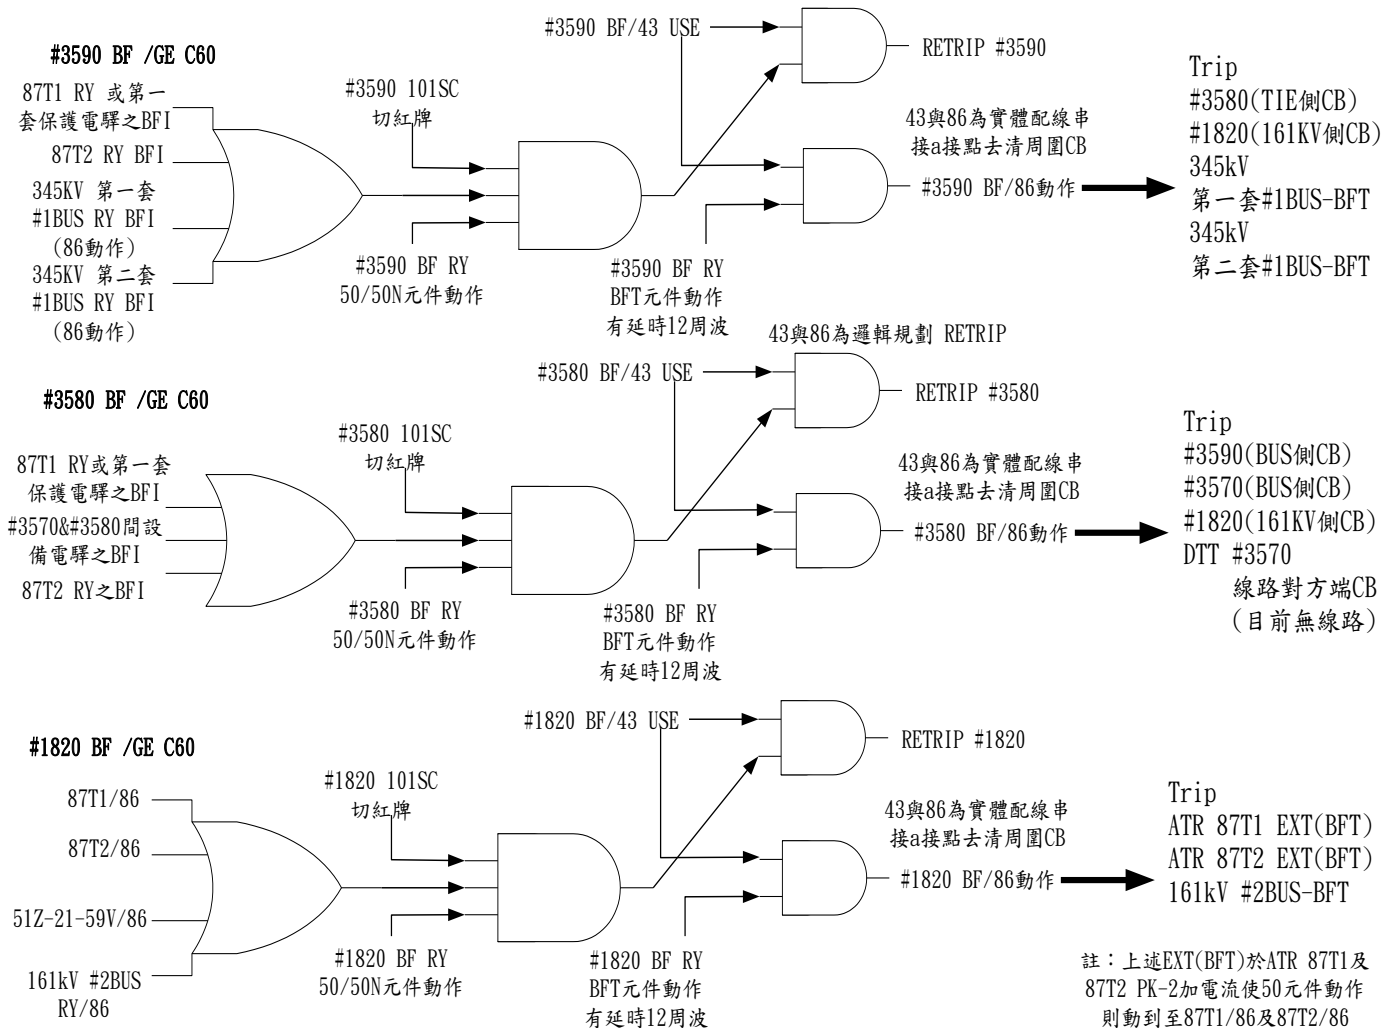 #3590 BF /GE C60
87T1 RY 或第一
套保護電驛之BFI
87T2 RY BFI
345KV 第一套
#1BUS RY BFI
(86動作)
345KV 第二套
#1BUS RY BFI
(86動作)
#3590 101SC
切紅牌
#3590 BF RY
50/50N元件動作
#3590 BF/43 USE
RETRIP #3590
43與86為實體配線串
接a接點去清周圍CB
#3590 BF/86動作
#3590 BF RY
BFT元件動作
有延時12周波
Trip
#3580(TIE側CB)
#1820(161KV側CB)
345kV
第一套#1BUS-BFT
345kV
第二套#1BUS-BFT
#3580 BF /GE C60
87T1 RY或第一套
保護電驛之BFI
#3570&#3580間設
備電驛之BFI
87T2 RY之BFI
#3580 101SC
切紅牌
#3580 BF RY
50/50N元件動作
43與86為邏輯規劃 RETRIP
#3580 BF/43 USE
RETRIP #3580
43與86為實體配線串
接a接點去清周圍CB
#3580 BF/86動作
#3580 BF RY
BFT元件動作
有延時12周波
Trip
#3590(BUS側CB)
#3570(BUS側CB)
#1820(161KV側CB)
DTT #3570
線路對方端CB
(目前無線路)
#1820 BF /GE C60
87T1/86
87T2/86
51Z-21-59V/86
161kV #2BUS
RY/86
#1820 101SC
切紅牌
#1820 BF RY
50/50N元件動作
#1820 BF/43 USE
RETRIP #1820
43與86為實體配線串
接a接點去清周圍CB
#1820 BF/86動作
#1820 BF RY
BFT元件動作
有延時12周波
Trip
ATR 87T1 EXT(BFT)
ATR 87T2 EXT(BFT)
161kV #2BUS-BFT
註：上述EXT(BFT)於ATR 87T1及
87T2 PK-2加電流使50元件動作
則動到至87T1/86及87T2/86